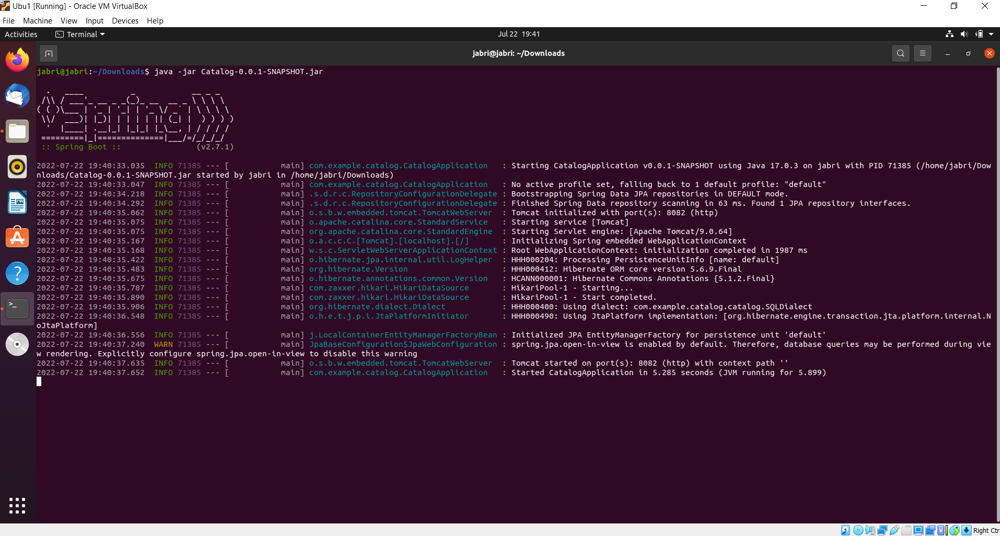 Ubu1 [Running] - Oracle VM VirtualBox
File Machine View Input Devices Help
Activities Terminal Jul 22 19:41
jabri@jabri: ~/Downloads
jabri@jabri:~/Downloads$ java -jar Catalog-0.0.1-SNAPSHOT.jar
  .   ____          _            __ _ _
 /\\ / ___'_ __ _ _(_)_ __  __ _ \ \ \ \
( ( )\___ | '_ | '_| | '_ \/ _` | \ \ \ \
 \\/  ___)| |_)| | | | | || (_| |  ) ) ) )
  '  |____| .__|_| |_|_| |_\__, | / / / /
 =========|_|==============|___/=/_/_/_/
 :: Spring Boot ::                (v2.7.1)
2022-07-22 19:40:33.035  INFO 71385 --- [           main] com.example.catalog.CatalogApplication   : Starting CatalogApplication v0.0.1-SNAPSHOT using Java 17.0.3 on jabri with PID 71385 (/home/jabri/Dow
nloads/Catalog-0.0.1-SNAPSHOT.jar started by jabri in /home/jabri/Downloads)
2022-07-22 19:40:33.047  INFO 71385 --- [           main] com.example.catalog.CatalogApplication   : No active profile set, falling back to 1 default profile: "default"
2022-07-22 19:40:34.218  INFO 71385 --- [           main] .s.d.r.c.RepositoryConfigurationDelegate : Bootstrapping Spring Data JPA repositories in DEFAULT mode.
2022-07-22 19:40:34.292  INFO 71385 --- [           main] .s.d.r.c.RepositoryConfigurationDelegate : Finished Spring Data repository scanning in 63 ms. Found 1 JPA repository interfaces.
2022-07-22 19:40:35.062  INFO 71385 --- [           main] o.s.b.w.embedded.tomcat.TomcatWebServer  : Tomcat initialized with port(s): 8082 (http)
2022-07-22 19:40:35.075  INFO 71385 --- [           main] o.apache.catalina.core.StandardService   : Starting service [Tomcat]
2022-07-22 19:40:35.075  INFO 71385 --- [           main] org.apache.catalina.core.StandardEngine  : Starting Servlet engine: [Apache Tomcat/9.0.64]
2022-07-22 19:40:35.167  INFO 71385 --- [           main] o.a.c.c.C.[Tomcat].[localhost].[/]       : Initializing Spring embedded WebApplicationContext
2022-07-22 19:40:35.168  INFO 71385 --- [           main] w.s.c.ServletWebServerApplicationContext : Root WebApplicationContext: initialization completed in 1987 ms
2022-07-22 19:40:35.422  INFO 71385 --- [           main] o.hibernate.jpa.internal.util.LogHelper  : HHH000204: Processing PersistenceUnitInfo [name: default]
2022-07-22 19:40:35.483  INFO 71385 --- [           main] org.hibernate.Version                    : HHH000412: Hibernate ORM core version 5.6.9.Final
2022-07-22 19:40:35.675  INFO 71385 --- [           main] o.hibernate.annotations.common.Version   : HCANN000001: Hibernate Commons Annotations {5.1.2.Final}
2022-07-22 19:40:35.787  INFO 71385 --- [           main] com.zaxxer.hikari.HikariDataSource       : HikariPool-1 - Starting...
2022-07-22 19:40:35.890  INFO 71385 --- [           main] com.zaxxer.hikari.HikariDataSource       : HikariPool-1 - Start completed.
2022-07-22 19:40:35.906  INFO 71385 --- [           main] org.hibernate.dialect.Dialect            : HHH000400: Using dialect: com.example.catalog.catalog.SQLDialect
2022-07-22 19:40:36.548  INFO 71385 --- [           main] o.h.e.t.j.p.i.JtaPlatformInitiator       : HHH000490: Using JtaPlatform implementation: [org.hibernate.engine.transaction.jta.platform.internal.N
oJtaPlatform]
2022-07-22 19:40:36.556  INFO 71385 --- [           main] j.LocalContainerEntityManagerFactoryBean : Initialized JPA EntityManagerFactory for persistence unit 'default'
2022-07-22 19:40:37.240  WARN 71385 --- [           main] JpaBaseConfiguration$JpaWebConfiguration : spring.jpa.open-in-view is enabled by default. Therefore, database queries may be performed during vie
w rendering. Explicitly configure spring.jpa.open-in-view to disable this warning
2022-07-22 19:40:37.635  INFO 71385 --- [           main] o.s.b.w.embedded.tomcat.TomcatWebServer  : Tomcat started on port(s): 8082 (http) with context path ''
2022-07-22 19:40:37.652  INFO 71385 --- [           main] com.example.catalog.CatalogApplication   : Started CatalogApplication in 5.285 seconds (JVM running for 5.899)
Right Ctr